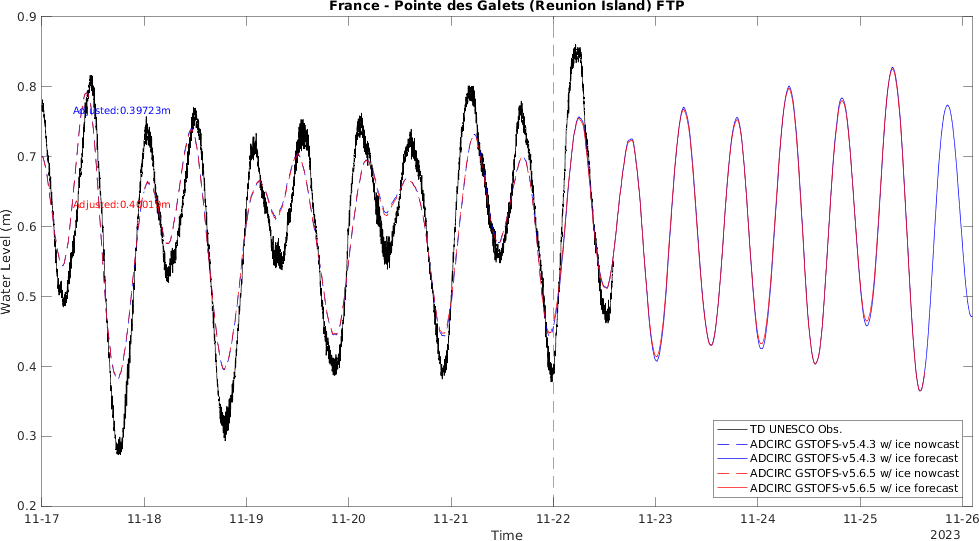 France - Pointe des Galets (Reunion Island) FTP
0.9
0.8
0.7
0.6
0.5
0.4
0.3
0.2
Water Level (m)
Adjusted:0.39723m
TD UNESCO Obs.
ADCIRC GSTOFS-v5.4.3 w/ ice nowcast
ADCIRC GSTOFS-v5.4.3 w/ ice forecast
ADCIRC GSTOFS-v5.6.5 w/ ice nowcast
ADCIRC GSTOFS-v5.6.5 w/ ice forecast
11-17
11-18
11-19
11-20
11-21
11-22
11-23
11-24
11-25
11-26
Time
2023